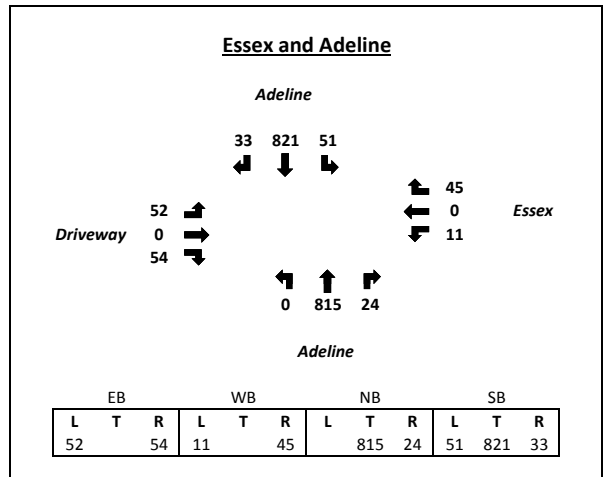 Essex and Adeline
Adeline
33 821 51
45
52 0
Driveway 0 Essex
54 11
0 815 24
Adeline
EB WB NB SB
L T R L T R L T R L T R
52 54 11 45 815 24 51 821 33